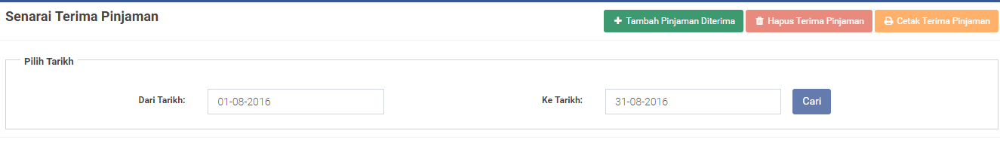 Senarai Terima Pinjaman
Tambah Pinjaman Diterima
Hapus Terima Pinjaman
Cetak Terima Pinjaman
Pilih Tarikh
Dari Tarikh: 01-08-2016 Ke Tarikh: 31-08-2016 Cari